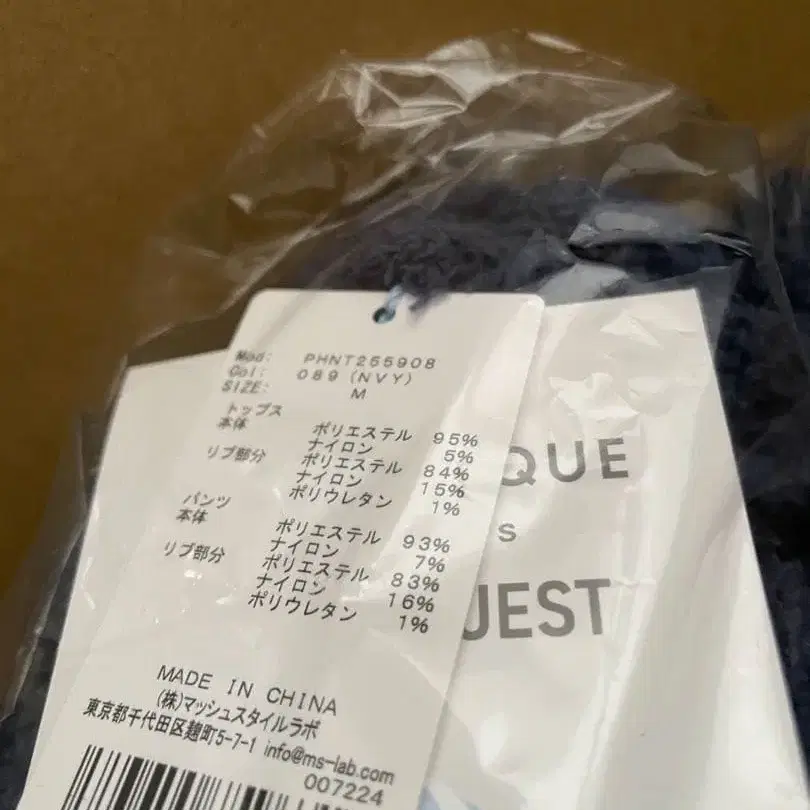 Mod: PHNT255908
Col: 089 (NVY)
SIZE: M
トップス
本体 ポリエステル 95%
ナイロン 5%
リブ部分 ポリエステル 84%
ナイロン 15%
ポリウレタン 1%
パンツ
本体 ポリエステル 93%
ナイロン 7%
リブ部分 ポリエステル 83%
ナイロン 16%
ポリウレタン 1%
MADE IN CHINA
(株)マッシュスタイルラボ
東京都千代田区麹町5-7-1 info@ms-lab.com
007224
QUE
S
UEST